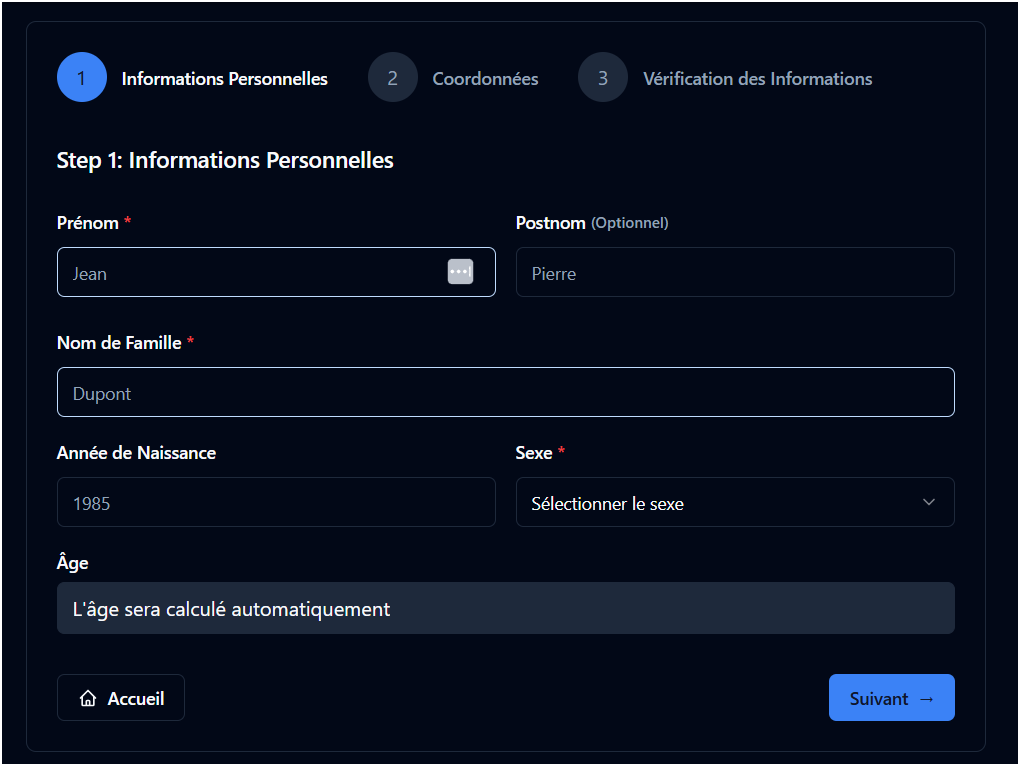 1 Informations Personnelles 2 Coordonnées 3 Vérification des Informations
Step 1: Informations Personnelles
Prénom * Postnom (Optionnel)
Jean Pierre
Nom de Famille *
Dupont
Année de Naissance Sexe *
1985 Sélectionner le sexe
Âge
L'âge sera calculé automatiquement
Accueil Suivant →